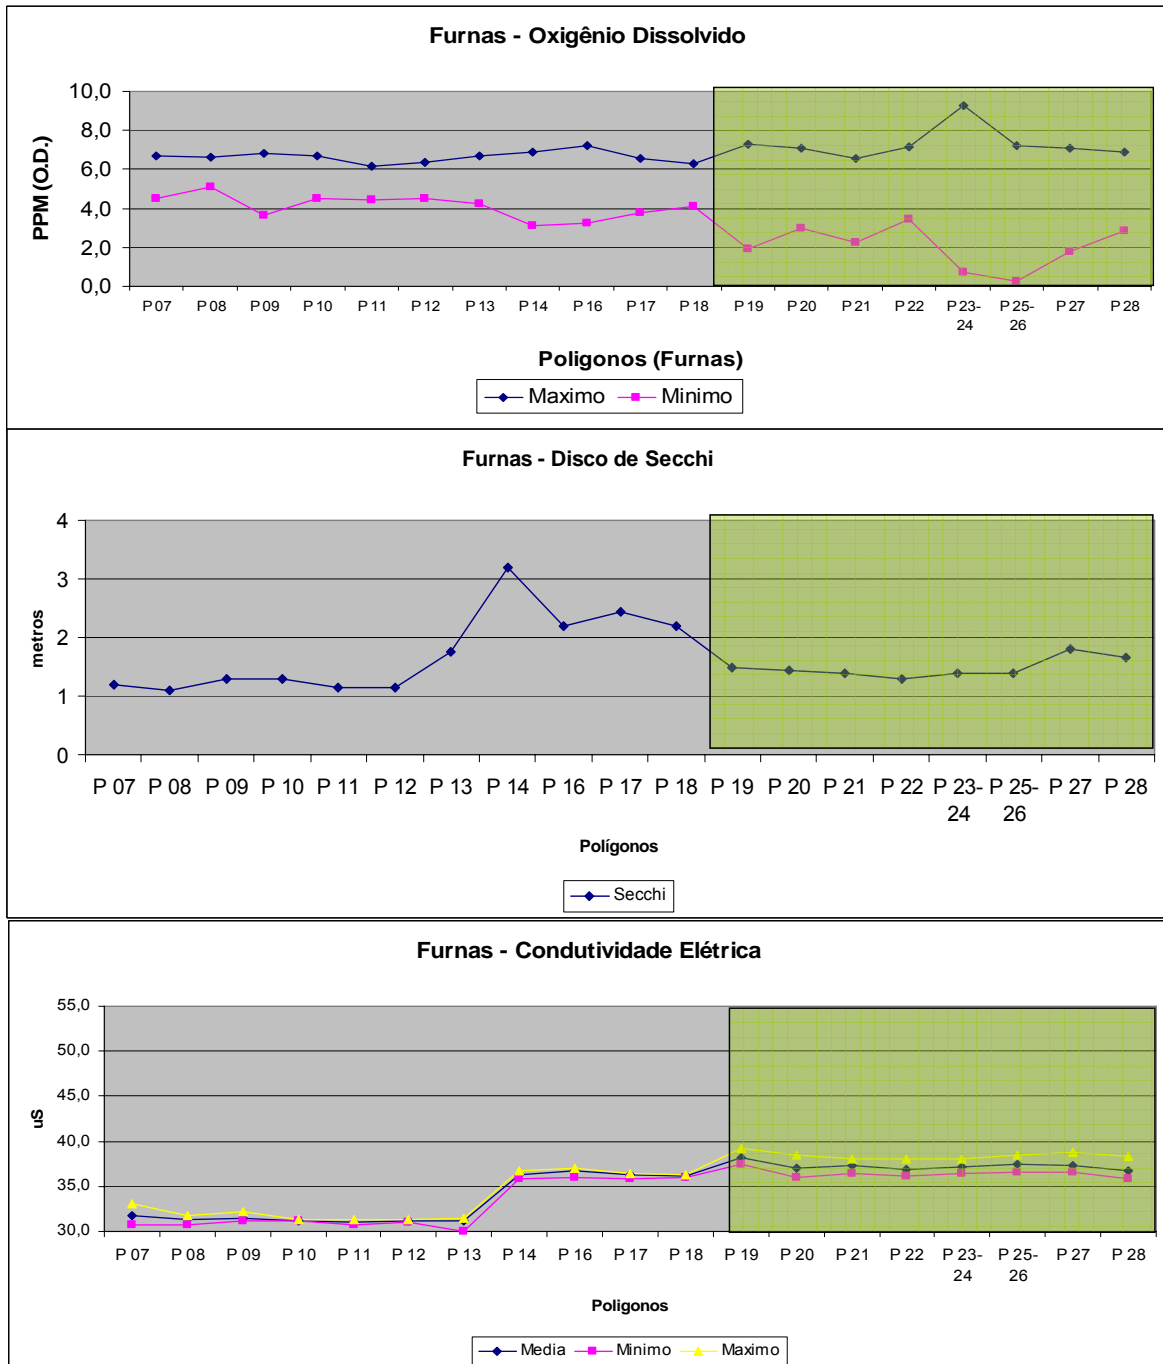 Furnas - Oxigênio Dissolvido
PPM (O.D.)
10,0
8,0
6,0
4,0
2,0
0,0
P 07 P 08 P 09 P 10 P 11 P 12 P 13 P 14 P 16 P 17 P 18 P 19 P 20 P 21 P 22 P 23-24 P 25-26 P 27 P 28
Poligonos (Furnas)
Maximo Minimo
Furnas - Disco de Secchi
metros
4
3
2
1
0
P 07 P 08 P 09 P 10 P 11 P 12 P 13 P 14 P 16 P 17 P 18 P 19 P 20 P 21 P 22 P 23-24 P 25-26 P 27 P 28
Polígonos
Secchi
Furnas - Condutividade Elétrica
uS
55,0
50,0
45,0
40,0
35,0
30,0
P 07 P 08 P 09 P 10 P 11 P 12 P 13 P 14 P 16 P 17 P 18 P 19 P 20 P 21 P 22 P 23-24 P 25-26 P 27 P 28
Poligonos
Media Minimo Maximo